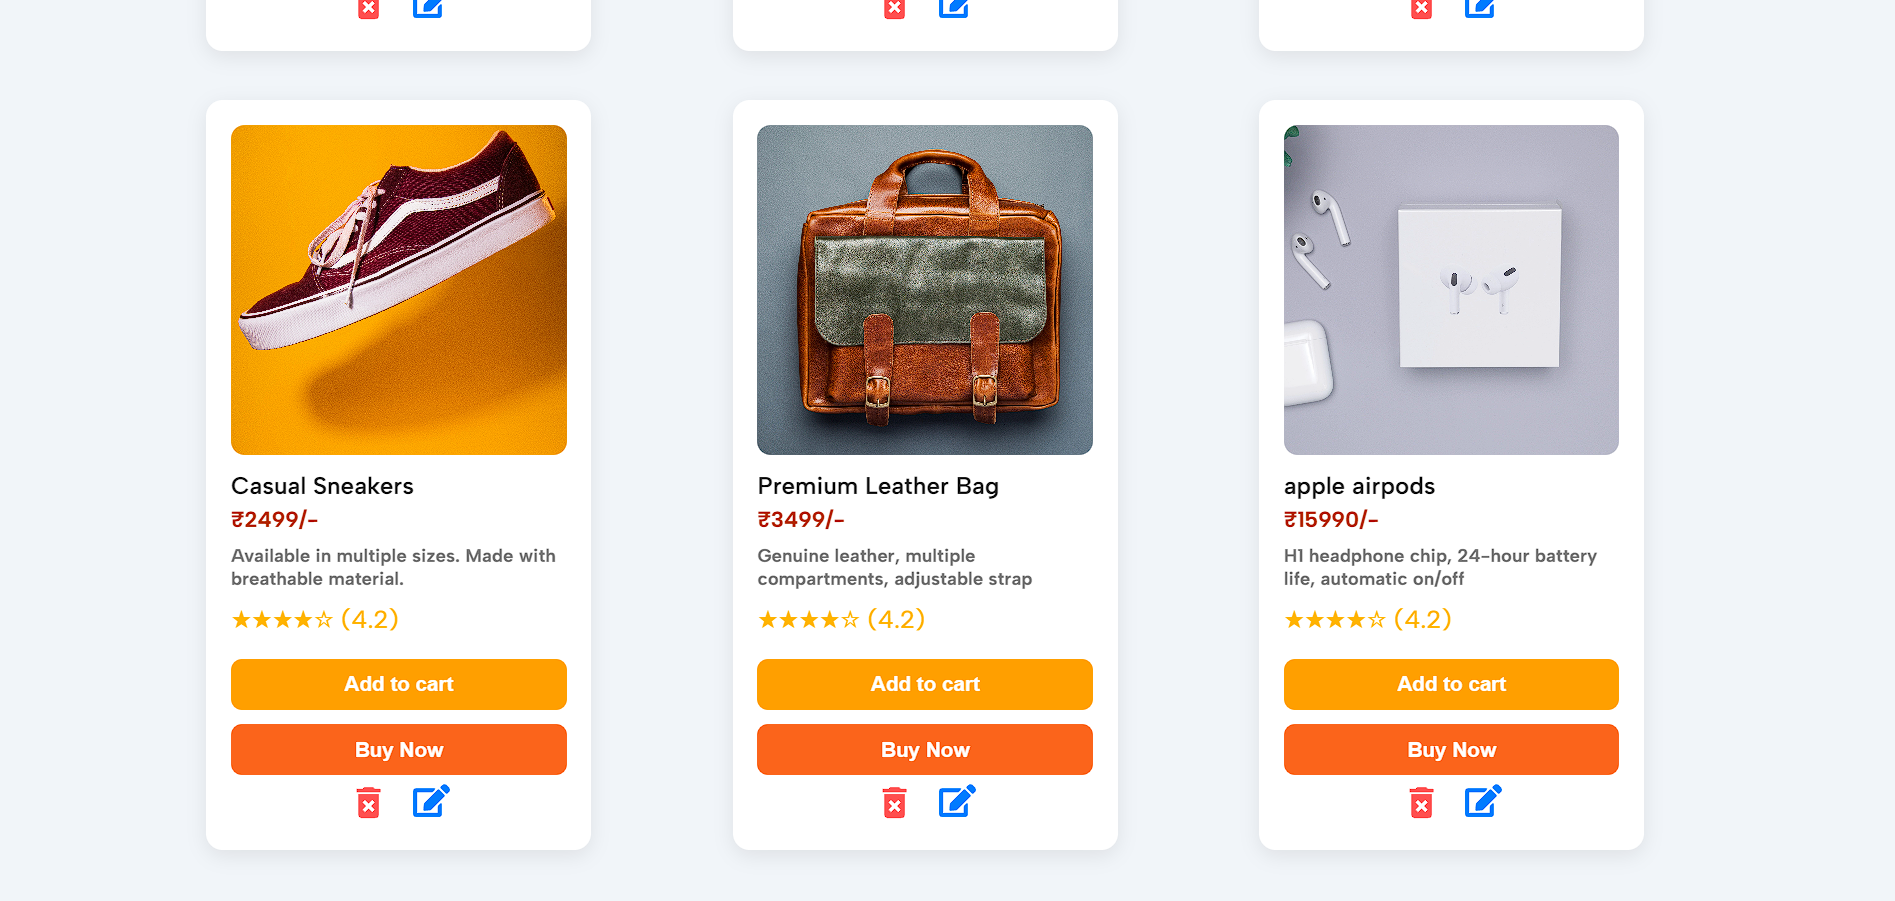 Casual Sneakers
₹2499/-
Available in multiple sizes. Made with
breathable material.
★★★★☆ (4.2)
Add to cart
Buy Now
Premium Leather Bag
₹3499/-
Genuine leather, multiple
compartments, adjustable strap
★★★★☆ (4.2)
Add to cart
Buy Now
apple airpods
₹15990/-
H1 headphone chip, 24-hour battery
life, automatic on/off
★★★★☆ (4.2)
Add to cart
Buy Now